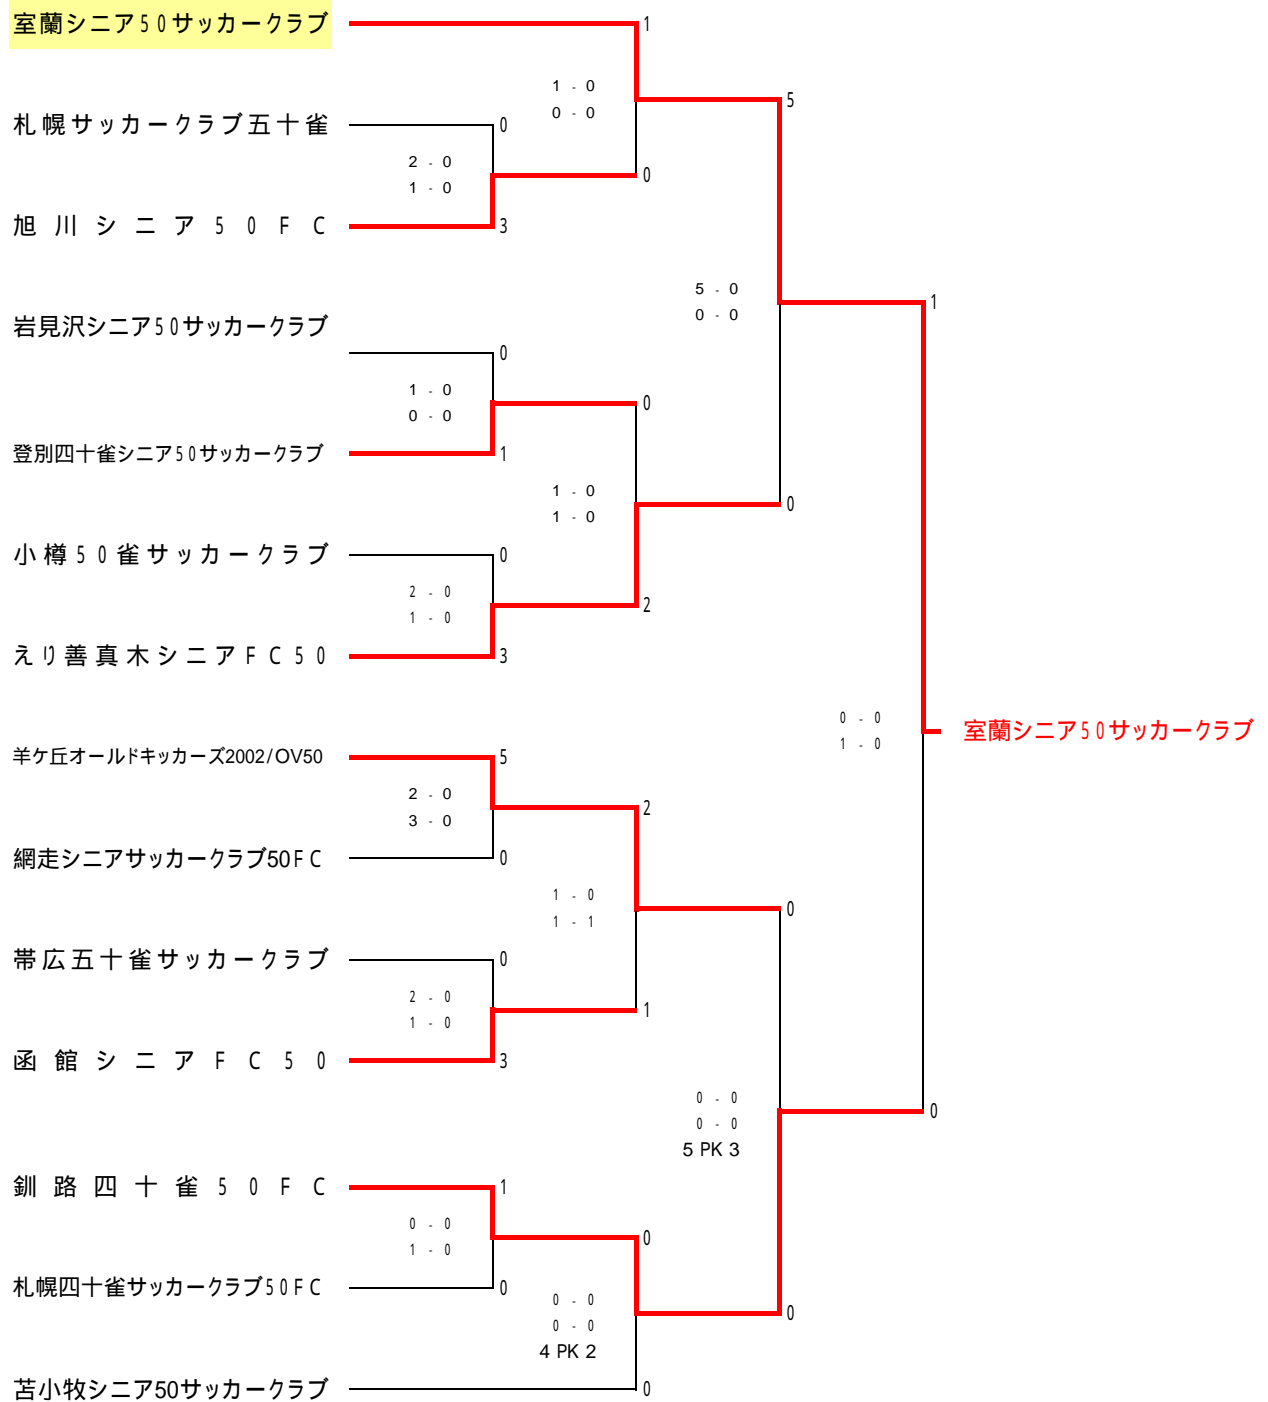 室蘭シニア50サッカークラブ
1
1 - 0
0 - 0
5
札幌サッカークラブ五十雀
0
2 - 0
1 - 0
0
旭川シニア50FC
3
5 - 0
0 - 0
1
岩見沢シニア50サッカークラブ
0
1 - 0
0 - 0
0
登別四十雀シニア50サッカークラブ
1
1 - 0
1 - 0
0
小樽50雀サッカークラブ
0
2 - 0
1 - 0
2
えり善真木シニアFC50
3
0 - 0
1 - 0
室蘭シニア50サッカークラブ
羊ケ丘オールドキッカーズ2002/OV50
5
2 - 0
3 - 0
2
網走シニアサッカークラブ50FC
0
1 - 0
1 - 1
0
帯広五十雀サッカークラブ
0
2 - 0
1 - 0
1
函館シニアFC50
3
0 - 0
0 - 0
5 PK 3
0
釧路四十雀50FC
1
0 - 0
1 - 0
0
札幌四十雀サッカークラブ50FC
0
0 - 0
0 - 0
4 PK 2
0
苫小牧シニア50サッカークラブ
0